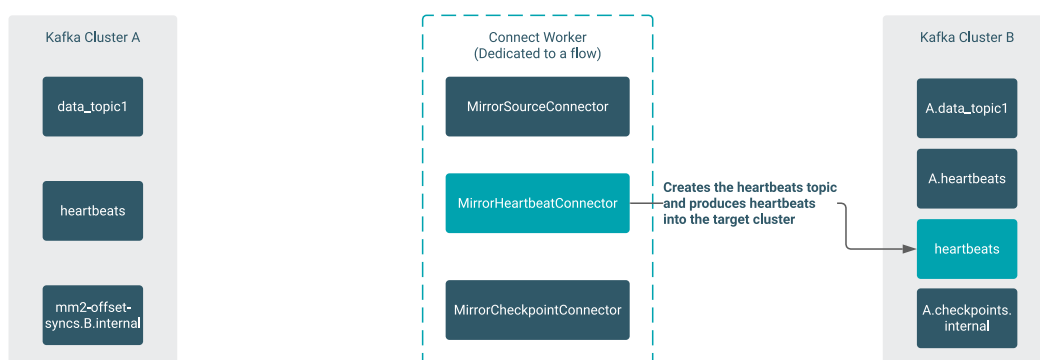 Kafka Cluster A
data_topic1
heartbeats
mm2-offset-
syncs.B.internal
Connect Worker
(Dedicated to a flow)
MirrorSourceConnector
MirrorHeartbeatConnector
MirrorCheckpointConnector
Creates the heartbeats topic
and produces heartbeats
into the target cluster
Kafka Cluster B
A.data_topic1
A.heartbeats
heartbeats
A.checkpoints.
internal